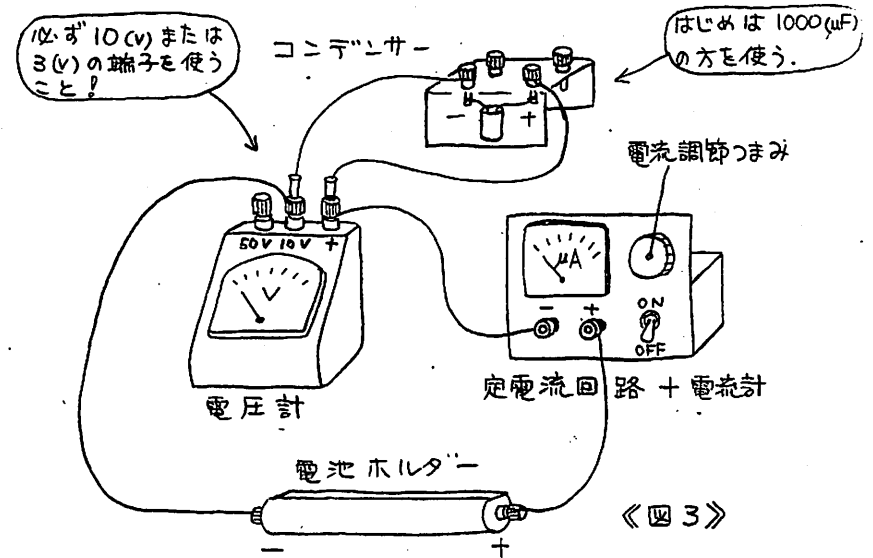 必ず10(V)または
3(V)の端子を使う
こと!
コンデンサー
はじめは1000(μF)
の方を使う.
− +
電流調節つまみ
50V 10V +
V
μA
− +
ON
OFF
電圧計
定電流回路+電流計
電池ホルダー
− +
《図3》